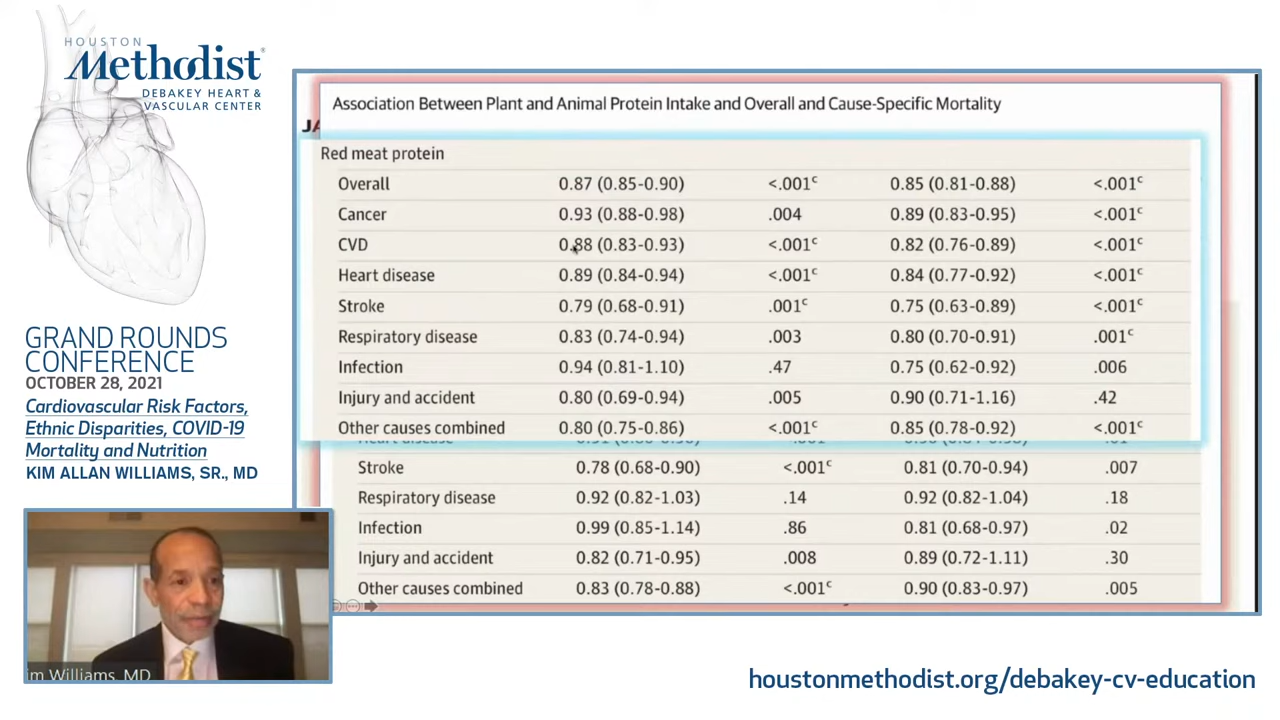 HOUSTON
Methodist®
DEBAKEY HEART &
VASCULAR CENTER
GRAND ROUNDS
CONFERENCE
OCTOBER 28, 2021
Cardiovascular Risk Factors,
Ethnic Disparities, COVID-19
Mortality and Nutrition
KIM ALLAN WILLIAMS, SR., MD
im Williams, MD
Association Between Plant and Animal Protein Intake and Overall and Cause-Specific Mortality
JA
Red meat protein
Overall 0.87 (0.85-0.90) <.001ᶜ 0.85 (0.81-0.88) <.001ᶜ
Cancer 0.93 (0.88-0.98) .004 0.89 (0.83-0.95) <.001ᶜ
CVD 0.88 (0.83-0.93) <.001ᶜ 0.82 (0.76-0.89) <.001ᶜ
Heart disease 0.89 (0.84-0.94) <.001ᶜ 0.84 (0.77-0.92) <.001ᶜ
Stroke 0.79 (0.68-0.91) .001ᶜ 0.75 (0.63-0.89) <.001ᶜ
Respiratory disease 0.83 (0.74-0.94) .003 0.80 (0.70-0.91) .001ᶜ
Infection 0.94 (0.81-1.10) .47 0.75 (0.62-0.92) .006
Injury and accident 0.80 (0.69-0.94) .005 0.90 (0.71-1.16) .42
Other causes combined 0.80 (0.75-0.86) <.001ᶜ 0.85 (0.78-0.92) <.001ᶜ
Stroke 0.78 (0.68-0.90) <.001ᶜ 0.81 (0.70-0.94) .007
Respiratory disease 0.92 (0.82-1.03) .14 0.92 (0.82-1.04) .18
Infection 0.99 (0.85-1.14) .86 0.81 (0.68-0.97) .02
Injury and accident 0.82 (0.71-0.95) .008 0.89 (0.72-1.11) .30
Other causes combined 0.83 (0.78-0.88) <.001ᶜ 0.90 (0.83-0.97) .005
houstonmethodist.org/debakey-cv-education